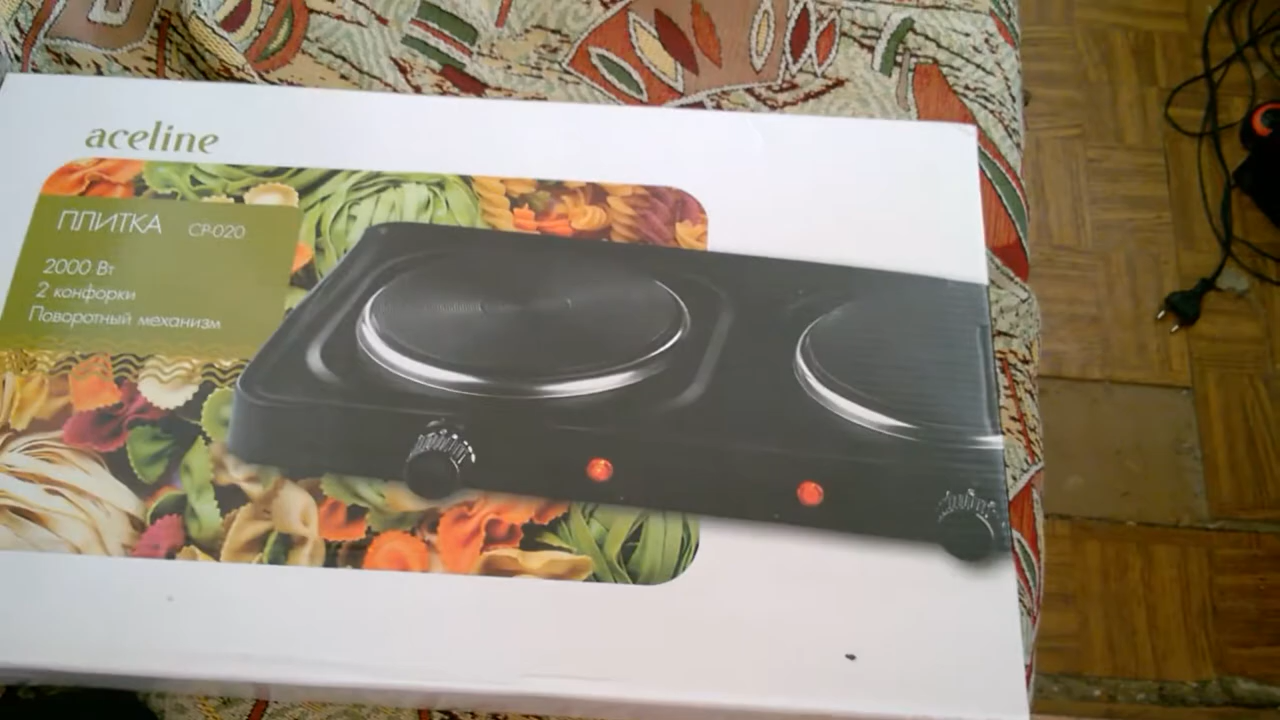 aceline
ПЛИТКА CP-020
2000 Вт
2 конфорки
Поворотный механизм